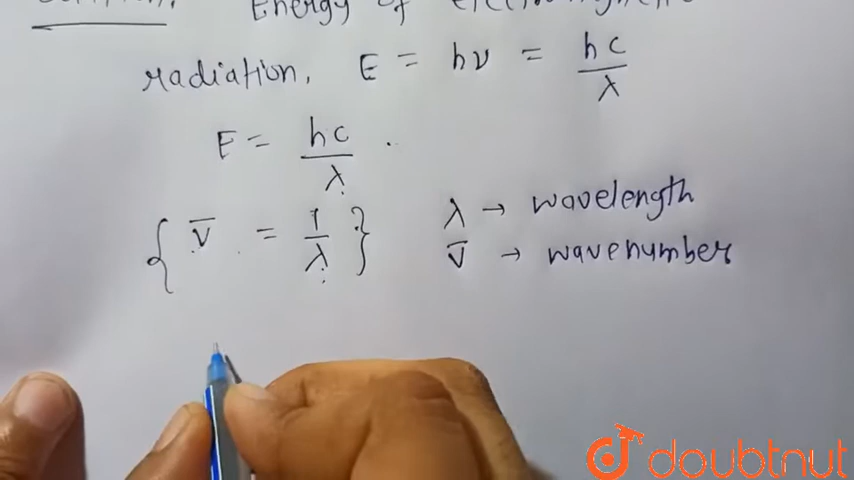 Energy of
radiation, E = hν = hc/λ
E = hc/λ .
{ ν̅ = 1/λ } λ → wavelength
ν̅ → wavenumber
doubtnut